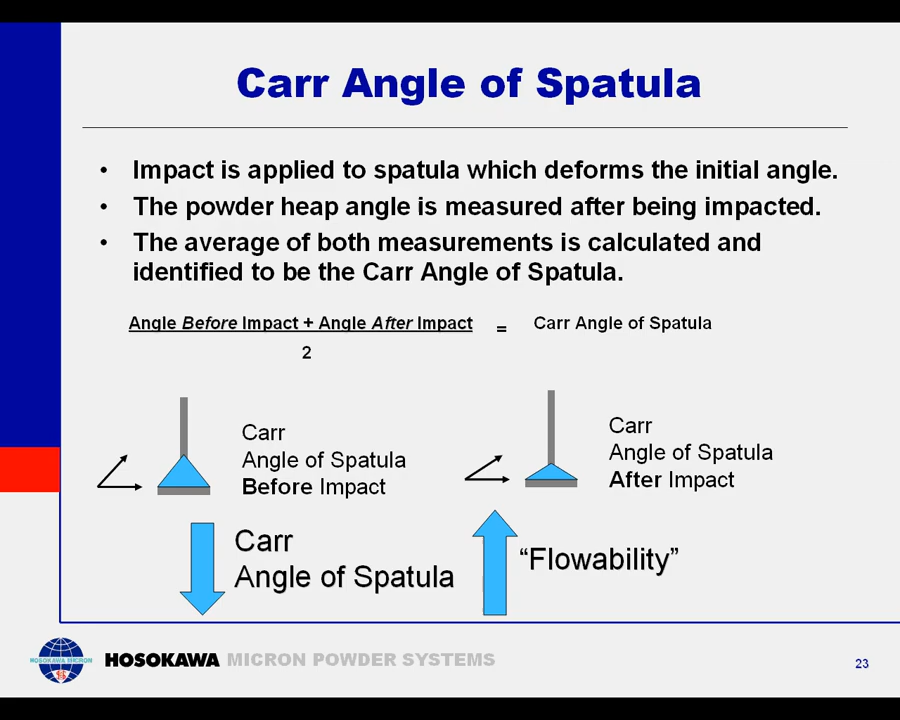 Carr Angle of Spatula
• Impact is applied to spatula which deforms the initial angle.
• The powder heap angle is measured after being impacted.
• The average of both measurements is calculated and
identified to be the Carr Angle of Spatula.
Angle Before Impact + Angle After Impact = Carr Angle of Spatula
2
Carr
Angle of Spatula
Before Impact
Carr
Angle of Spatula
After Impact
Carr
Angle of Spatula
“Flowability”
HOSOKAWA MICRON
HOSOKAWA MICRON POWDER SYSTEMS
23